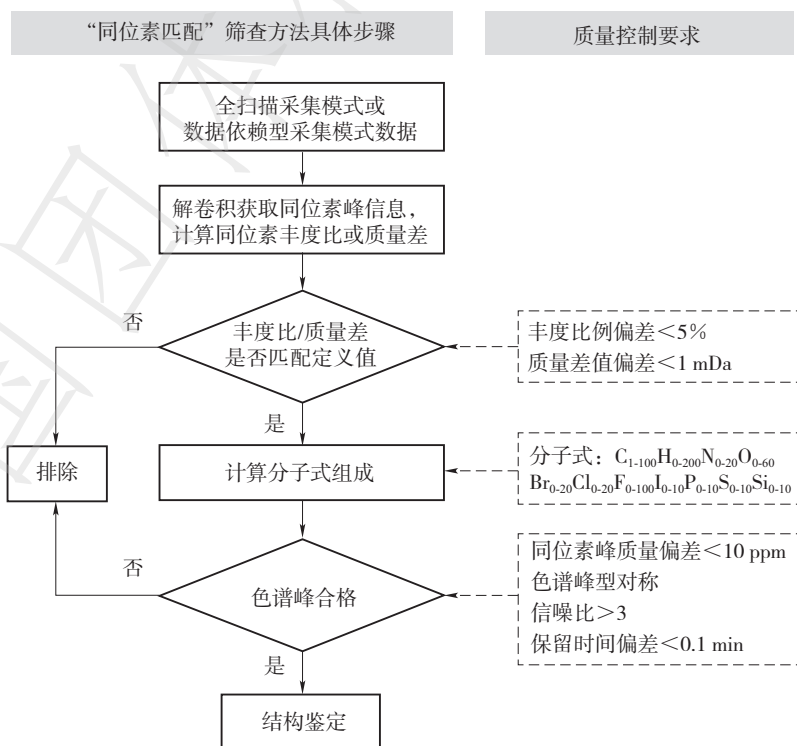 “同位素匹配”筛查方法具体步骤
质量控制要求
全扫描采集模式或
数据依赖型采集模式数据
解卷积获取同位素峰信息，
计算同位素丰度比或质量差
否
丰度比/质量差
是否匹配定义值
丰度比例偏差<5%
质量差值偏差<1 mDa
是
排除
计算分子式组成
分子式：C1-100H0-200N0-20O0-60
Br0-20Cl0-20F0-100I0-10P0-10S0-10Si0-10
否
色谱峰合格
同位素峰质量偏差<10 ppm
色谱峰型对称
信噪比>3
保留时间偏差<0.1 min
是
结构鉴定